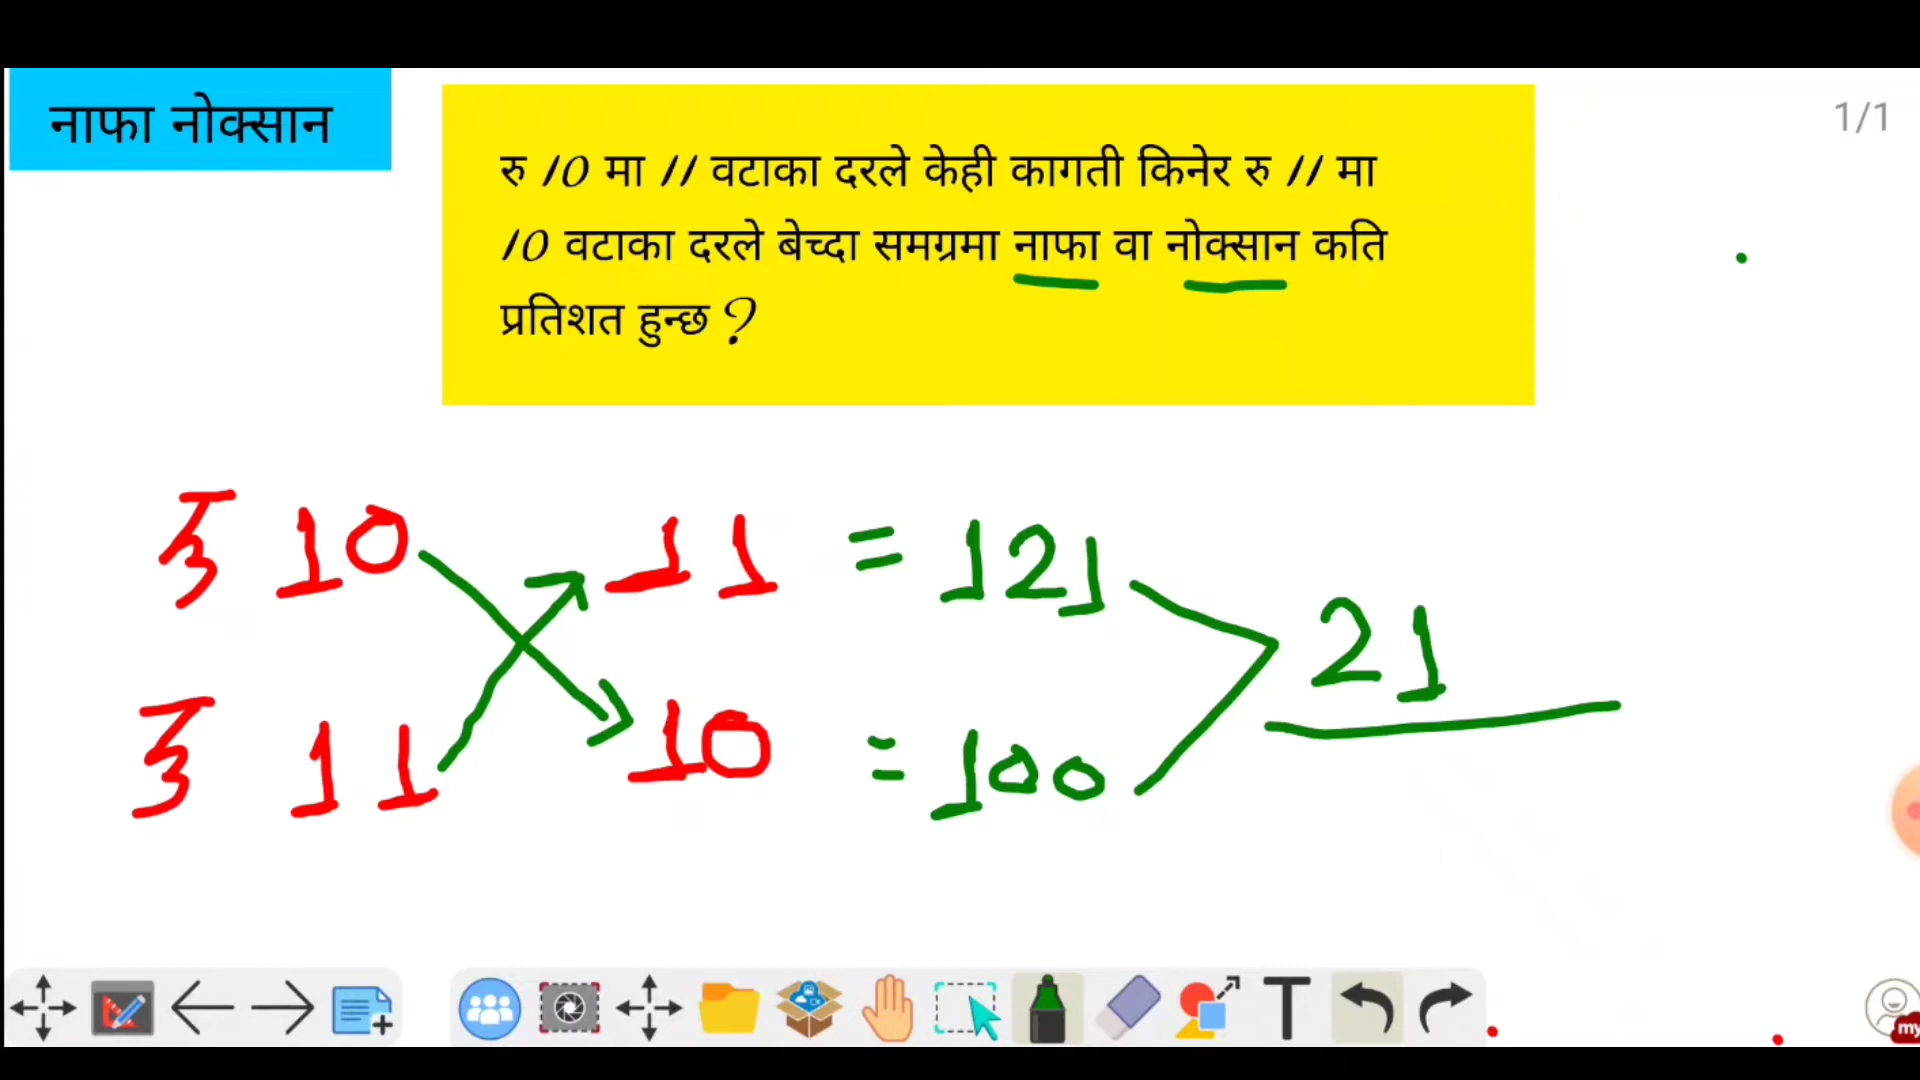 नाफा नोक्सान
1/1
रु 10 मा 11 वटाका दरले केही कागती किनेर रु 11 मा
10 वटाका दरले बेच्दा समग्रमा नाफा वा नोक्सान कति
प्रतिशत हुन्छ ?
रु 10 11 = 121
21
रु 11 10 = 100
T
my